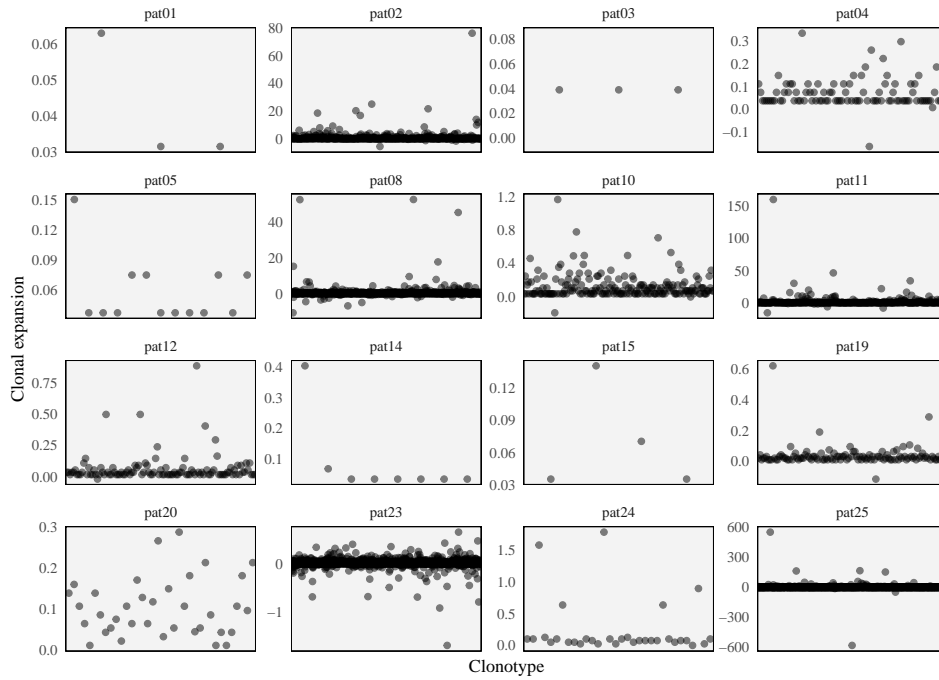 pat01 pat02 pat03 pat04
0.06 0.05 0.04 0.03
80 60 40 20 0
0.08 0.06 0.04 0.02 0.00
0.3 0.2 0.1 0.0 −0.1
pat05 pat08 pat10 pat11
0.15 0.12 0.09 0.06
40 20 0
1.2 0.8 0.4 0.0
150 100 50 0
Clonal expansion
pat12 pat14 pat15 pat19
0.75 0.50 0.25 0.00
0.4 0.3 0.2 0.1
0.12 0.09 0.06 0.03
0.6 0.4 0.2 0.0
pat20 pat23 pat24 pat25
0.3 0.2 0.1 0.0
0 −1
1.5 1.0 0.5 0.0
600 300 0 −300 −600
Clonotype